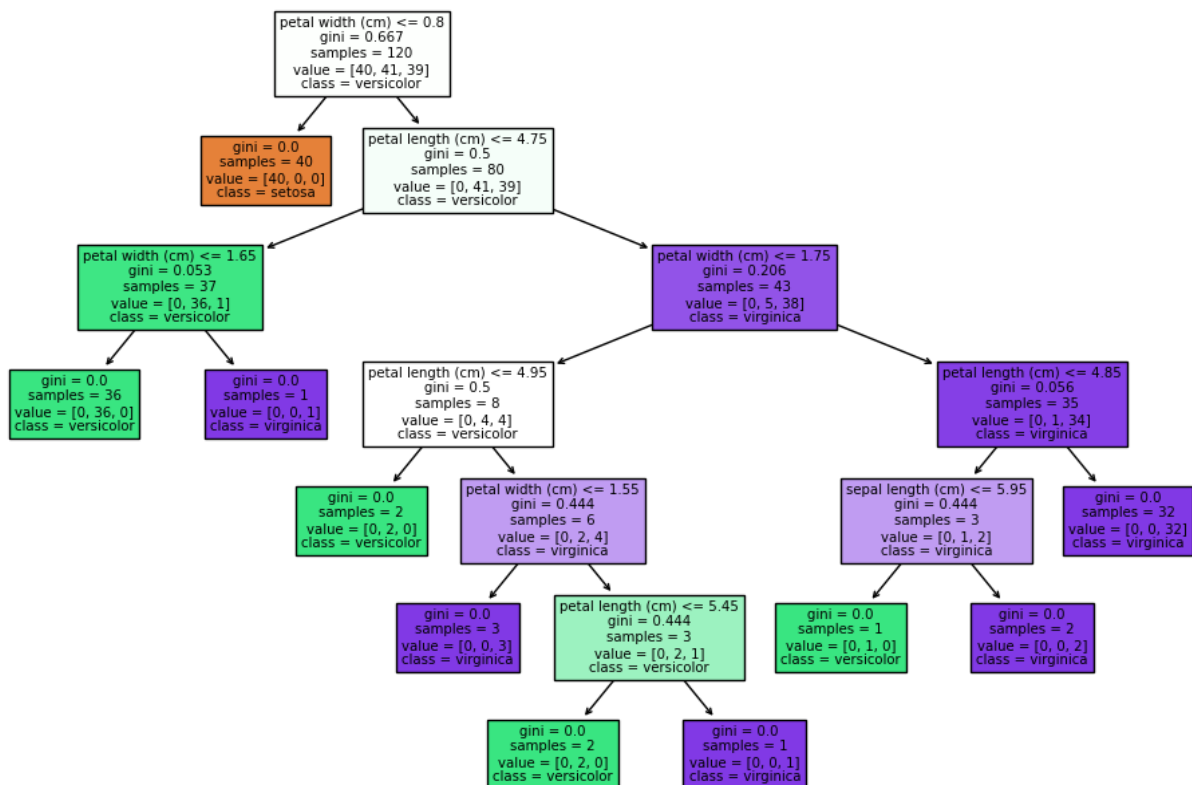 petal width (cm) <= 0.8
gini = 0.667
samples = 120
value = [40, 41, 39]
class = versicolor
gini = 0.0
samples = 40
value = [40, 0, 0]
class = setosa
petal length (cm) <= 4.75
gini = 0.5
samples = 80
value = [0, 41, 39]
class = versicolor
petal width (cm) <= 1.65
gini = 0.053
samples = 37
value = [0, 36, 1]
class = versicolor
petal width (cm) <= 1.75
gini = 0.206
samples = 43
value = [0, 5, 38]
class = virginica
gini = 0.0
samples = 36
value = [0, 36, 0]
class = versicolor
gini = 0.0
samples = 1
value = [0, 0, 1]
class = virginica
petal length (cm) <= 4.95
gini = 0.5
samples = 8
value = [0, 4, 4]
class = versicolor
petal length (cm) <= 4.85
gini = 0.056
samples = 35
value = [0, 1, 34]
class = virginica
gini = 0.0
samples = 2
value = [0, 2, 0]
class = versicolor
petal width (cm) <= 1.55
gini = 0.444
samples = 6
value = [0, 2, 4]
class = virginica
sepal length (cm) <= 5.95
gini = 0.444
samples = 3
value = [0, 1, 2]
class = virginica
gini = 0.0
samples = 32
value = [0, 0, 32]
class = virginica
gini = 0.0
samples = 3
value = [0, 0, 3]
class = virginica
petal length (cm) <= 5.45
gini = 0.444
samples = 3
value = [0, 2, 1]
class = versicolor
gini = 0.0
samples = 1
value = [0, 1, 0]
class = versicolor
gini = 0.0
samples = 2
value = [0, 0, 2]
class = virginica
gini = 0.0
samples = 2
value = [0, 2, 0]
class = versicolor
gini = 0.0
samples = 1
value = [0, 0, 1]
class = virginica